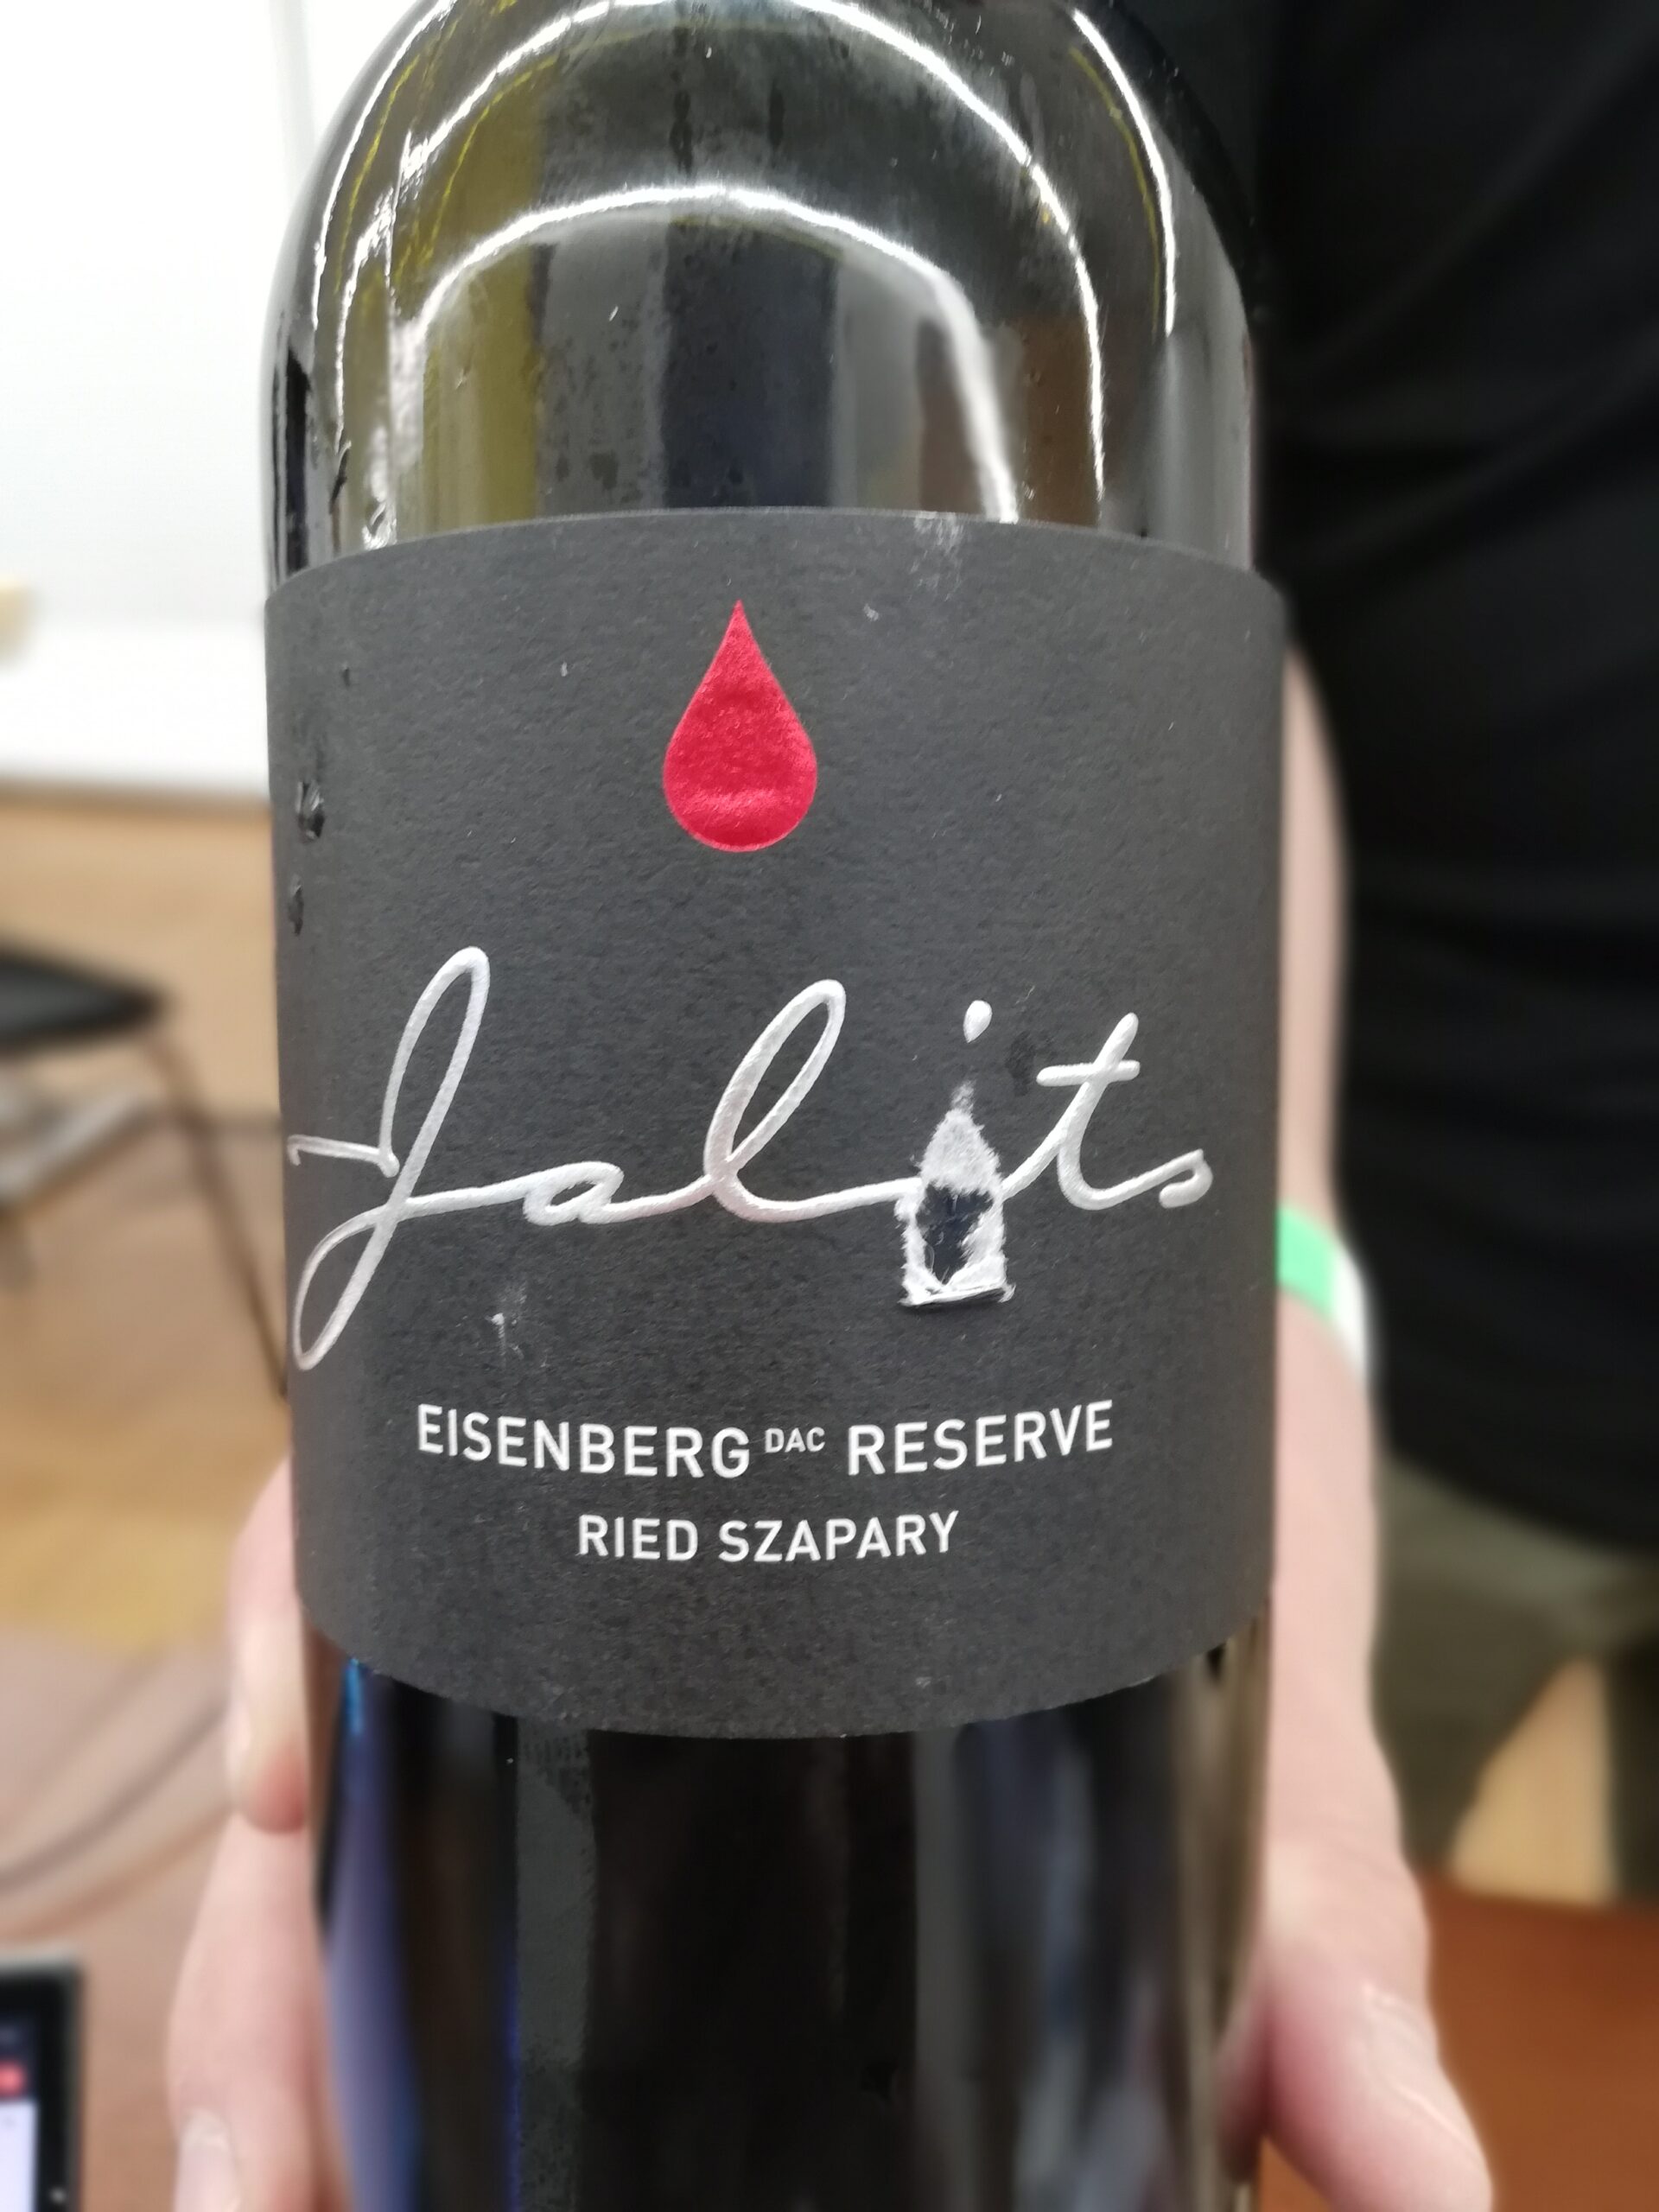 Jalits
EISENBERG DAC RESERVE
RIED SZAPARY